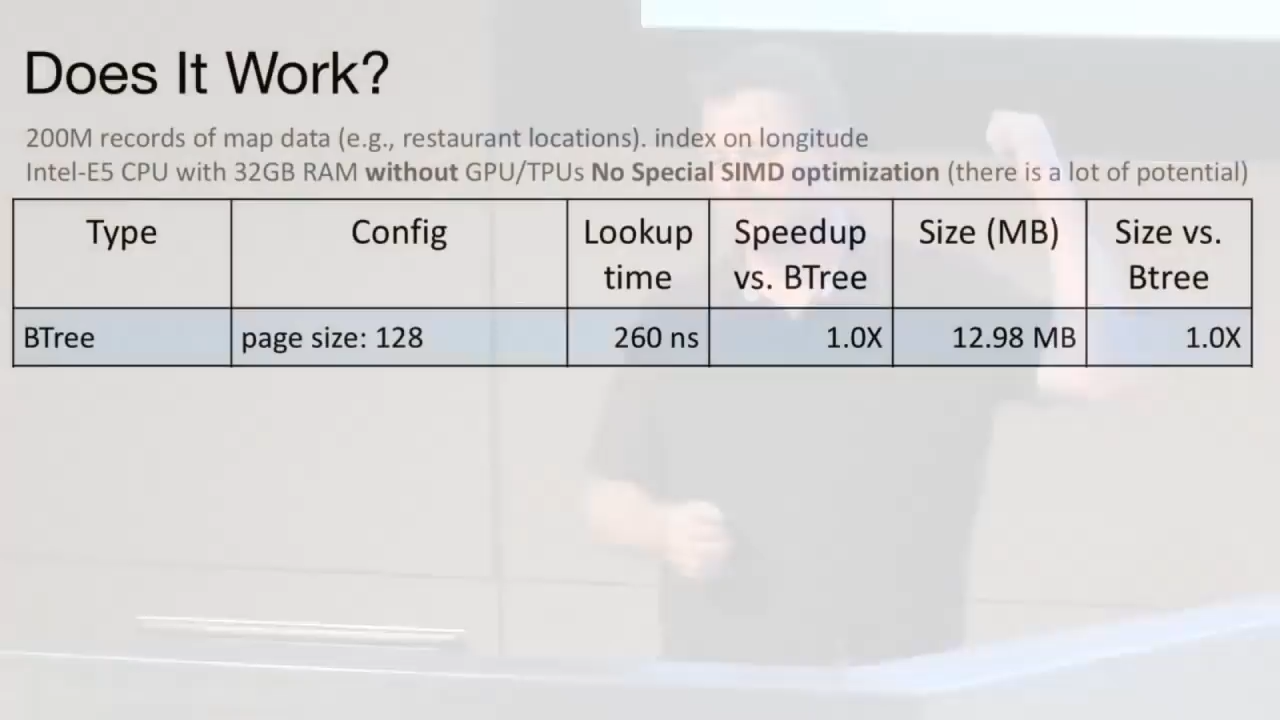 Does It Work?
200M records of map data (e.g., restaurant locations). index on longitude
Intel-E5 CPU with 32GB RAM without GPU/TPUs No Special SIMD optimization (there is a lot of potential)
Type Config Lookup time Speedup vs. BTree Size (MB) Size vs. Btree
BTree page size: 128 260 ns 1.0X 12.98 MB 1.0X